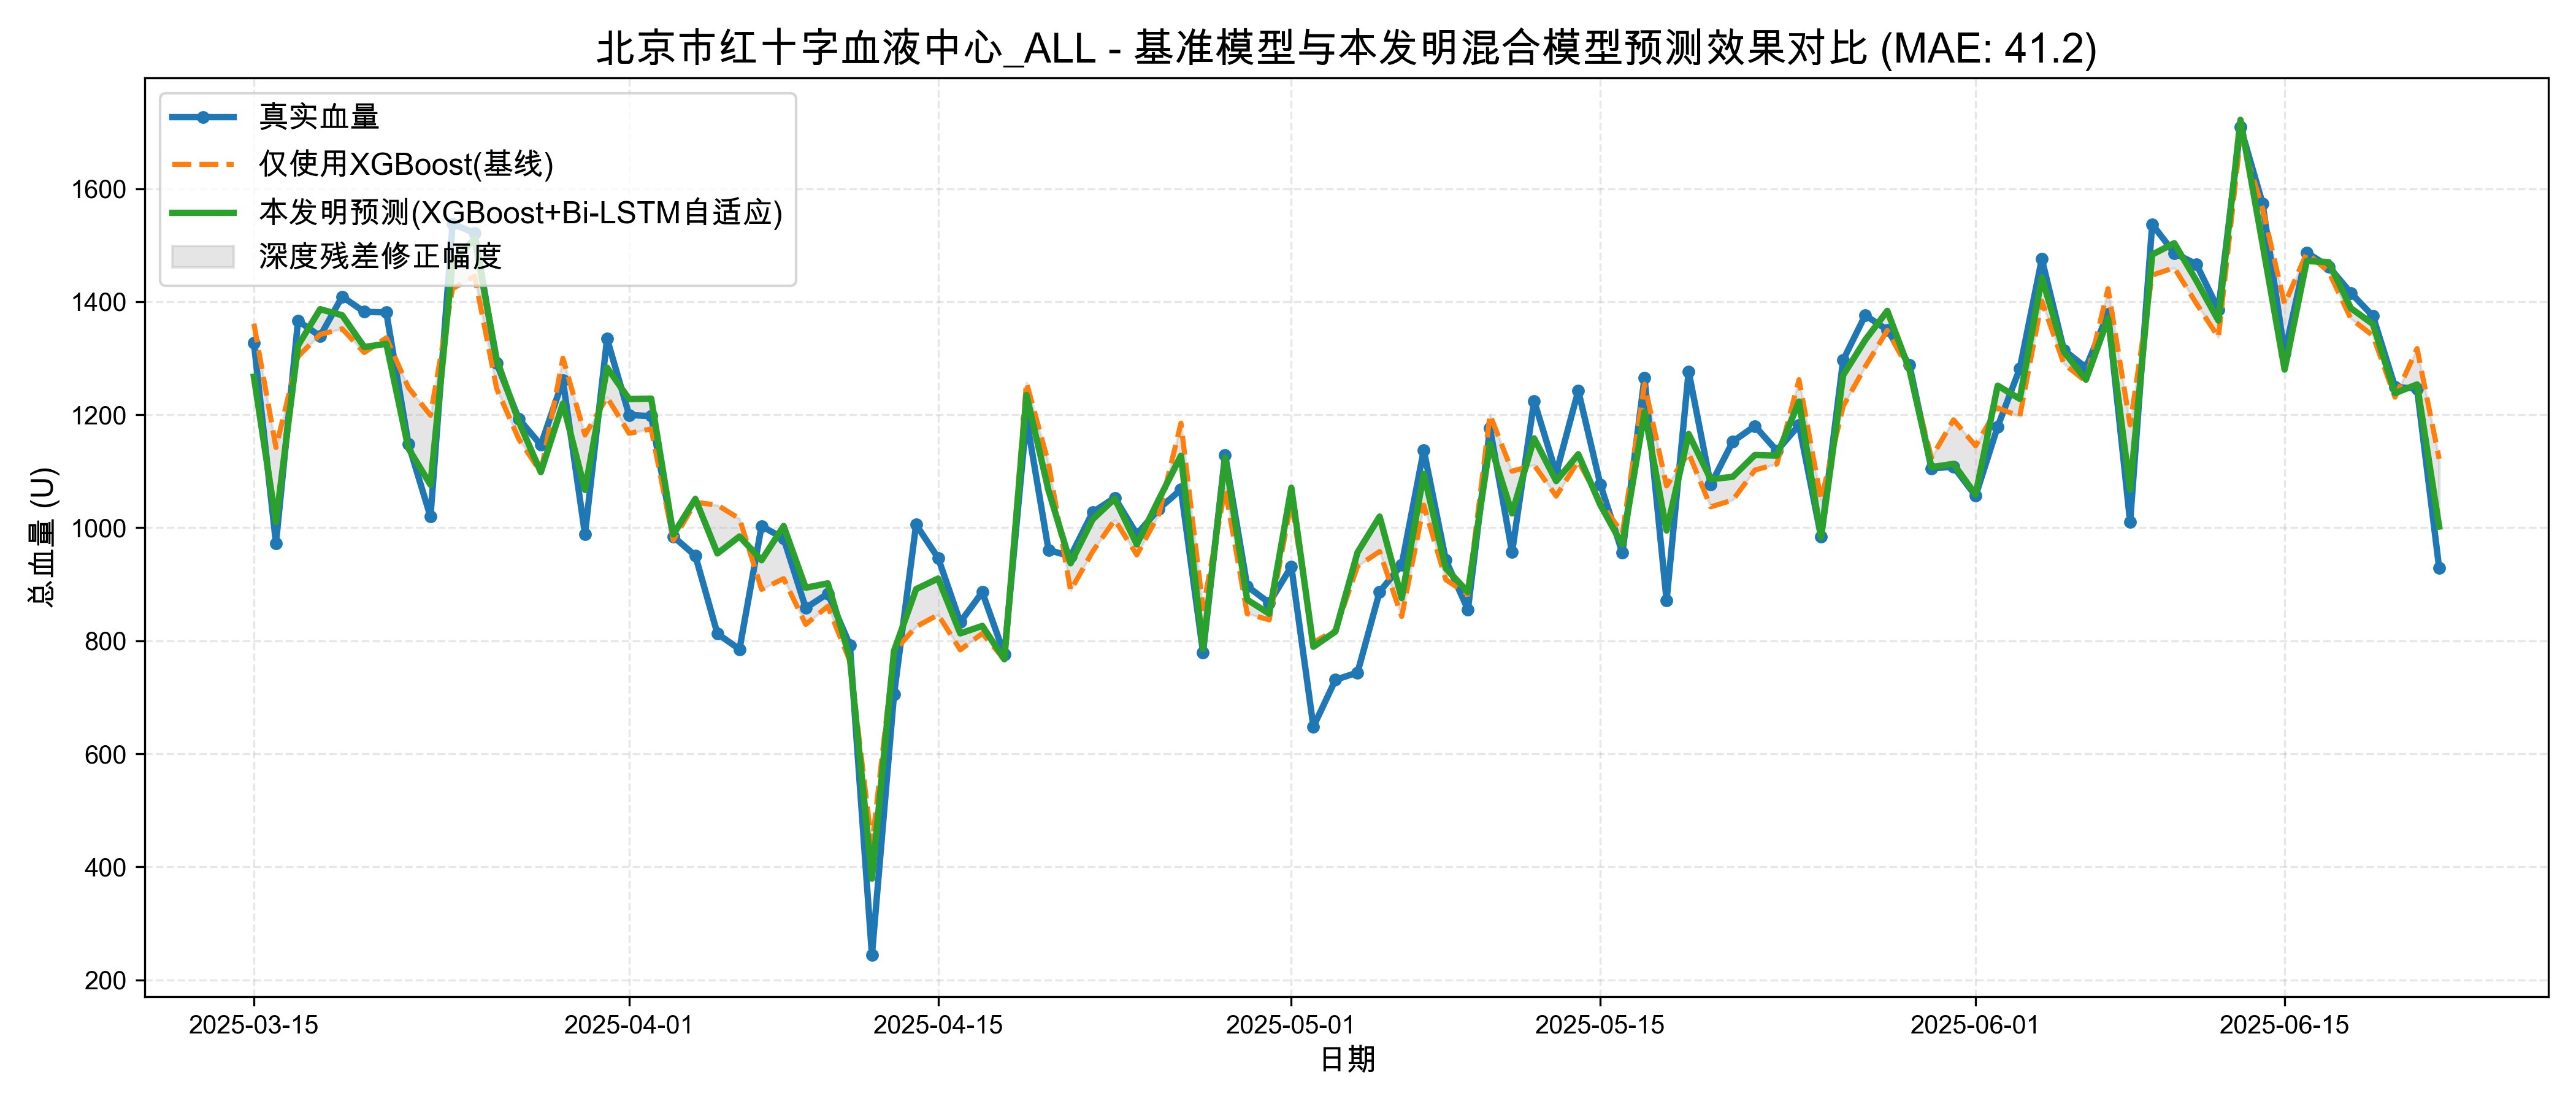 北京市红十字血液中心_ALL - 基准模型与本发明混合模型预测效果对比 (MAE: 41.2)
真实血量
仅使用XGBoost(基线)
本发明预测(XGBoost+Bi-LSTM自适应)
深度残差修正幅度
总血量 (U)
1600
1400
1200
1000
800
600
400
200
2025-03-15
2025-04-01
2025-04-15
2025-05-01
2025-05-15
2025-06-01
2025-06-15
日期